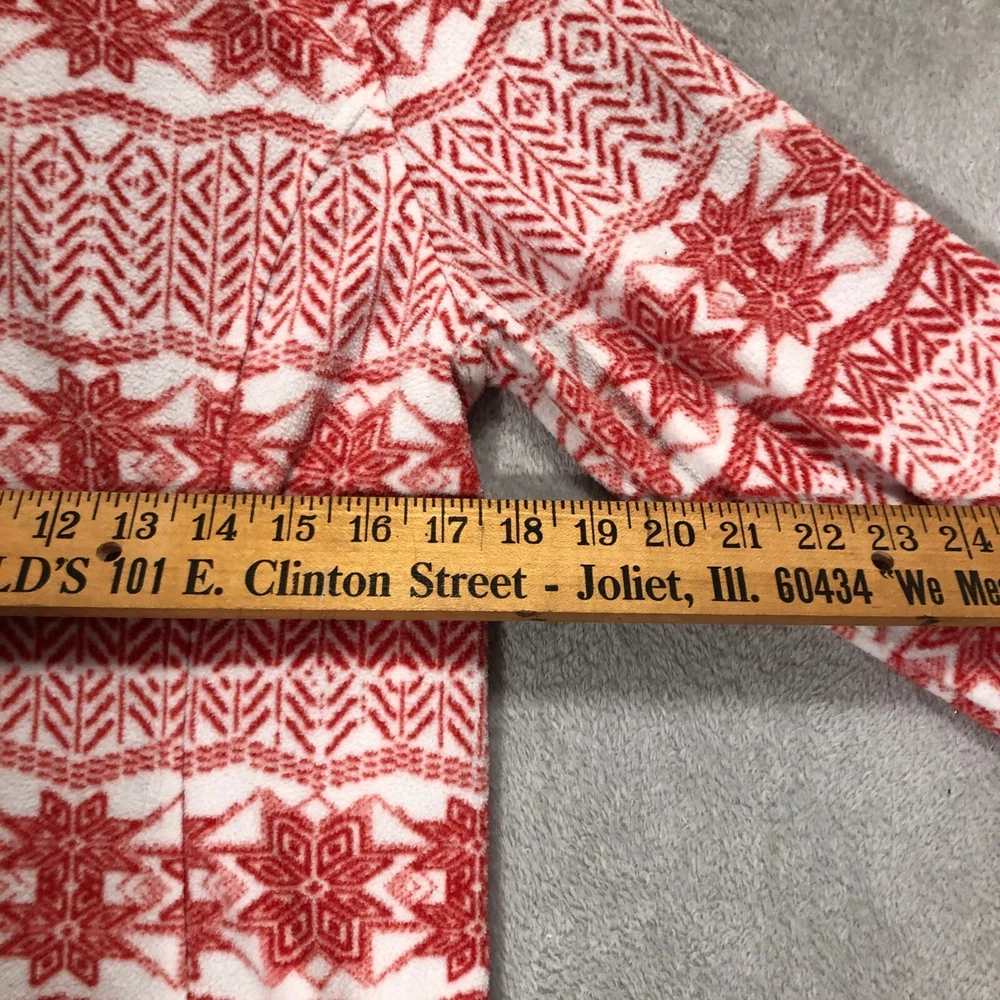 12 13 14 15 16 17 18 19 20 21 22 23 24
LD'S 101 E. Clinton Street - Joliet, Ill. 60434 "We Me